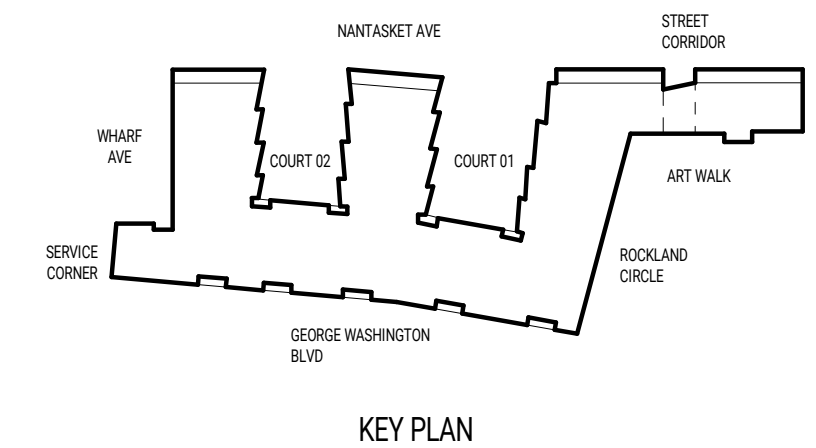 NANTASKET AVE
STREET
CORRIDOR
WHARF
AVE
COURT 02
COURT 01
ART WALK
SERVICE
CORNER
ROCKLAND
CIRCLE
GEORGE WASHINGTON
BLVD
KEY PLAN